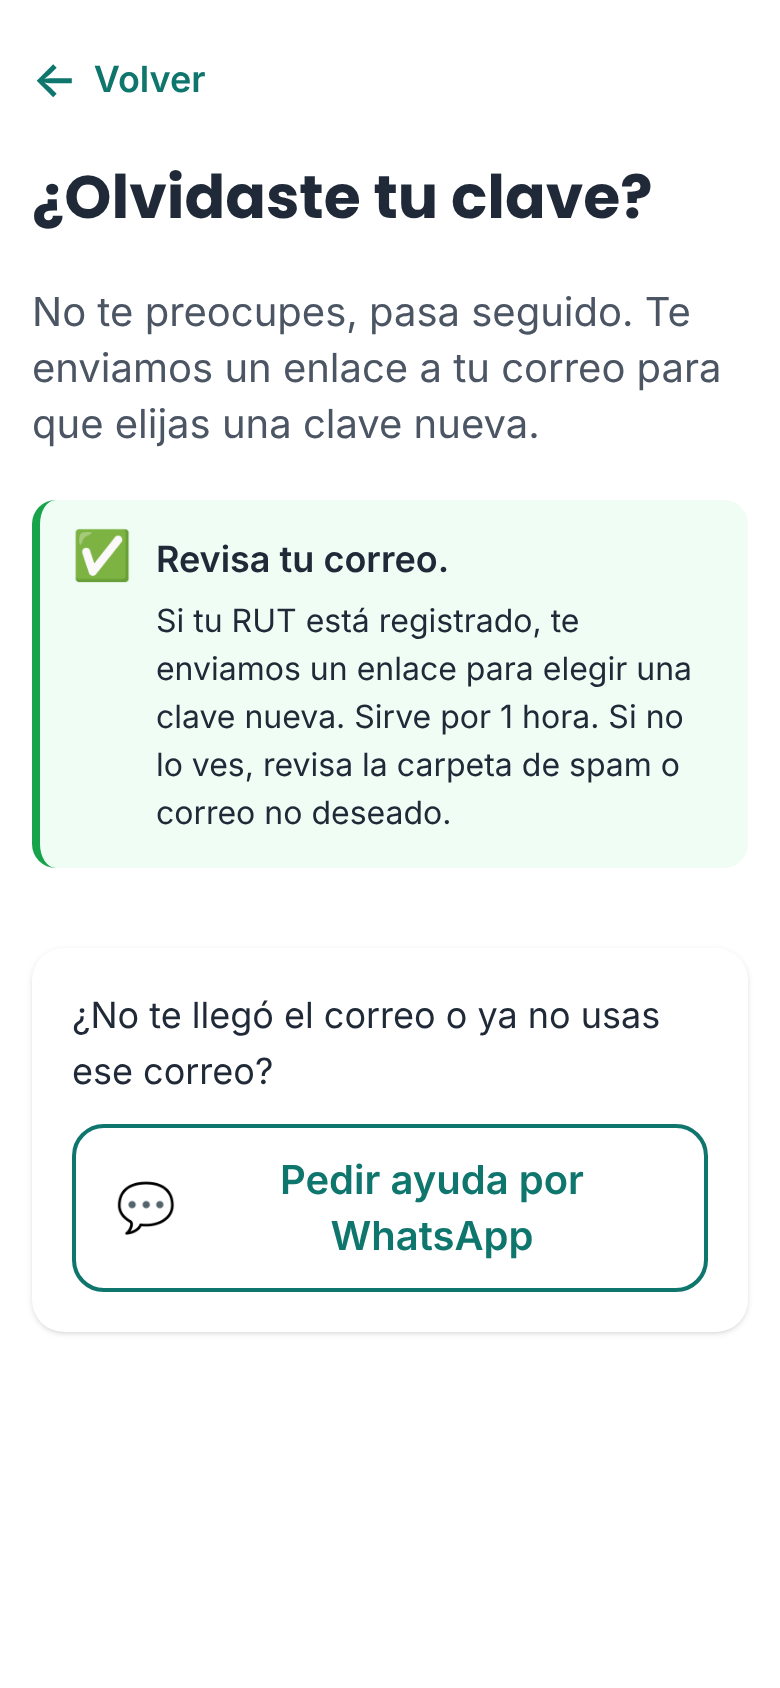 ← Volver
¿Olvidaste tu clave?
No te preocupes, pasa seguido. Te
enviamos un enlace a tu correo para
que elijas una clave nueva.
✅ Revisa tu correo.
Si tu RUT está registrado, te
enviamos un enlace para elegir una
clave nueva. Sirve por 1 hora. Si no
lo ves, revisa la carpeta de spam o
correo no deseado.
¿No te llegó el correo o ya no usas
ese correo?
💬 Pedir ayuda por
WhatsApp